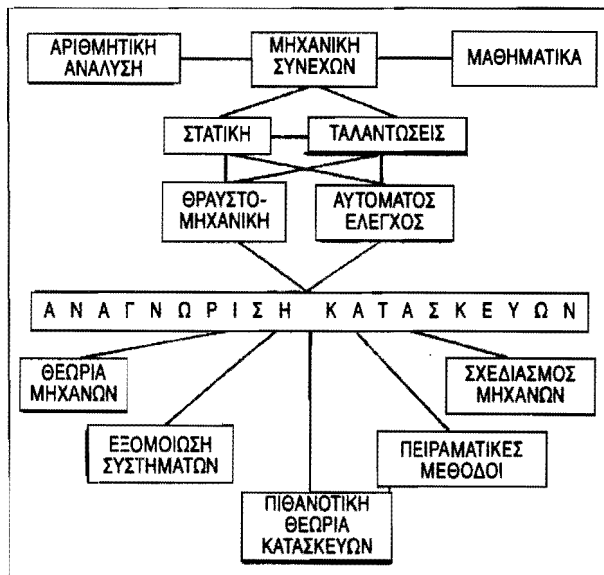 ΑΡΙΘΜΗΤΙΚΗ
ΑΝΑΛΥΣΗ
ΜΗΧΑΝΙΚΗ
ΣΥΝΕΧΩΝ
ΜΑΘΗΜΑΤΙΚΑ
ΣΤΑΤΙΚΗ
ΤΑΛΑΝΤΩΣΕΙΣ
ΘΡΑΥΣΤΟ-
ΜΗΧΑΝΙΚΗ
ΑΥΤΟΜΑΤΟΣ
ΕΛΕΓΧΟΣ
ΑΝΑΓΝΩΡΙΣΗ ΚΑΤΑΣΚΕΥΩΝ
ΘΕΩΡΙΑ
ΜΗΧΑΝΩΝ
ΣΧΕΔΙΑΣΜΟΣ
ΜΗΧΑΝΩΝ
ΕΞΟΜΟΙΩΣΗ
ΣΥΣΤΗΜΑΤΩΝ
ΠΕΙΡΑΜΑΤΙΚΕΣ
ΜΕΘΟΔΟΙ
ΠΙΘΑΝΟΤΙΚΗ
ΘΕΩΡΙΑ
ΚΑΤΑΣΚΕΥΩΝ